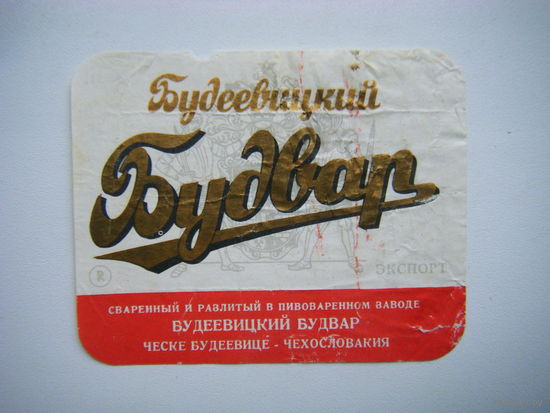 Будеевицкий
Будвар
R
ЭКСПОРТ
СВАРЕННЫЙ И РАЗЛИТЫЙ В ПИВОВАРЕННОМ ЗАВОДЕ
БУДЕЕВИЦКИЙ БУДВАР
ЧЕСКЕ БУДЕЕВИЦЕ - ЧЕХОСЛОВАКИЯ